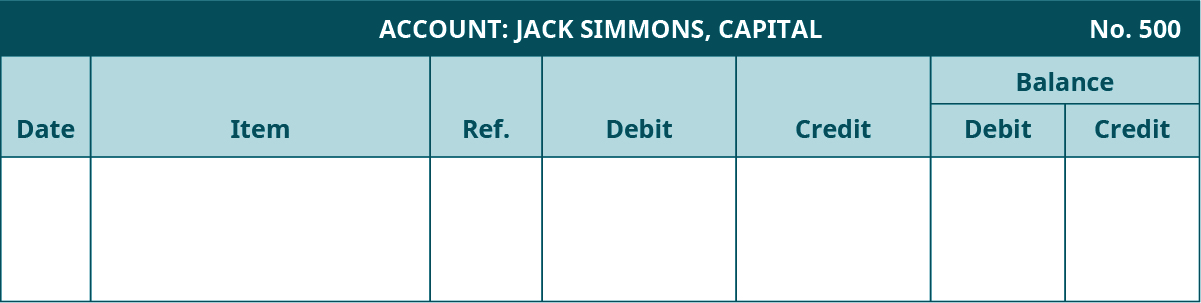 ACCOUNT: JACK SIMMONS, CAPITAL No. 500
Balance
Date Item Ref. Debit Credit Debit Credit